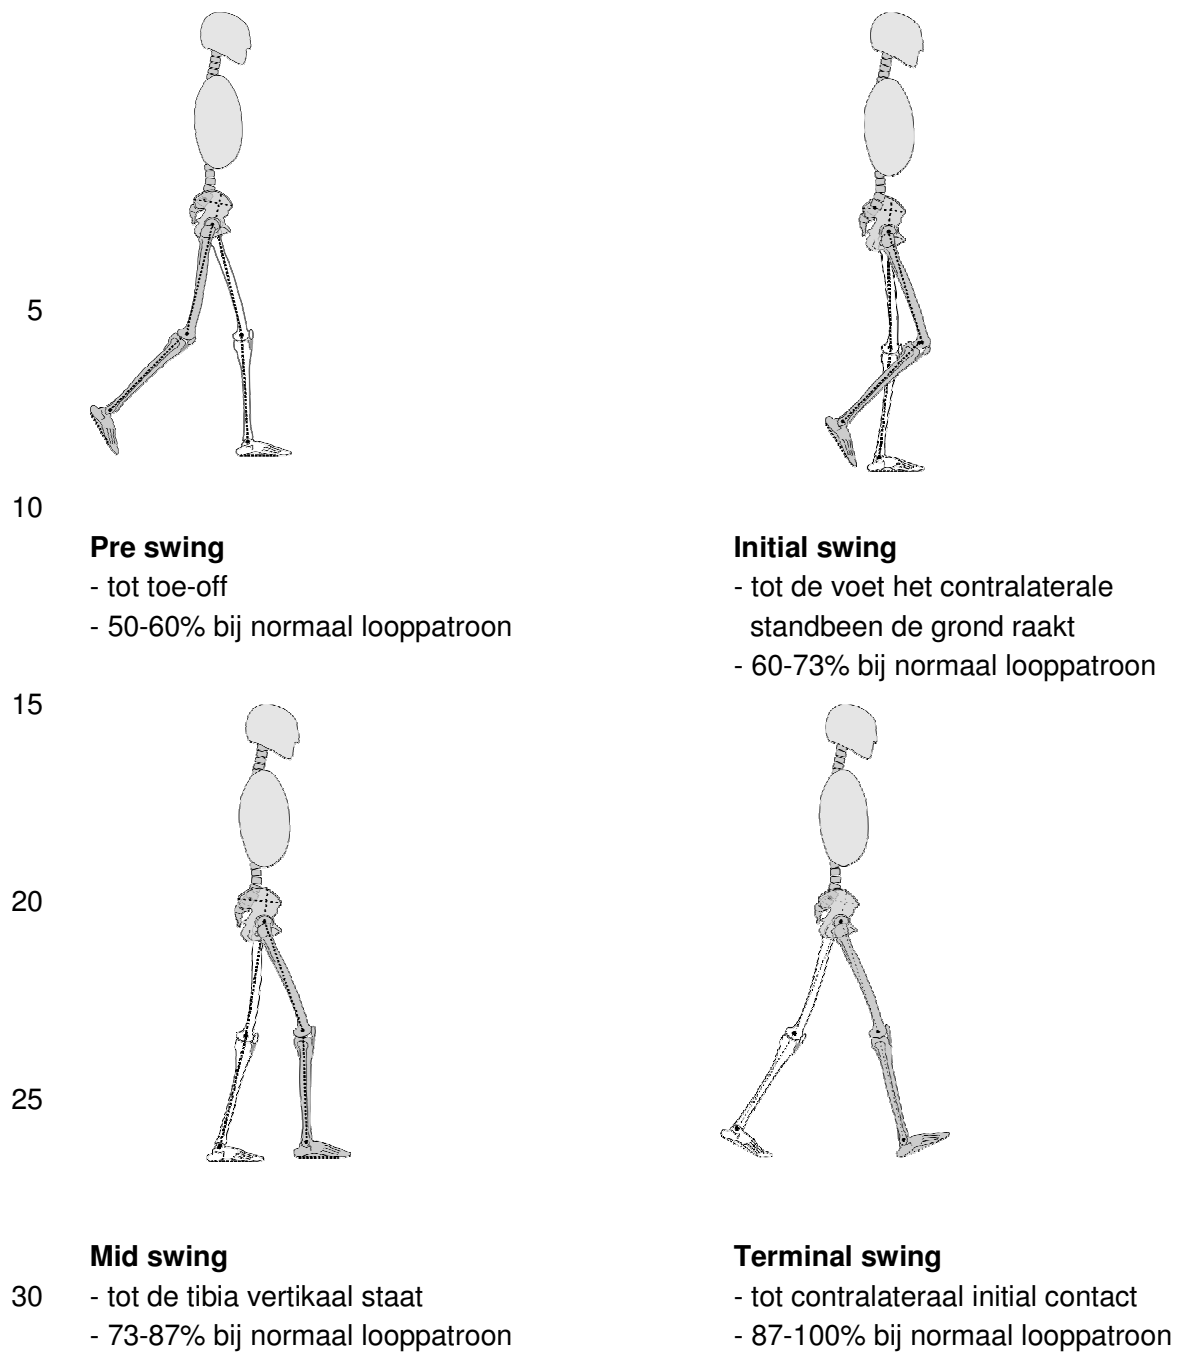 5
10
Pre swing
- tot toe-off
- 50-60% bij normaal looppatroon
Initial swing
- tot de voet het contralaterale
standbeen de grond raakt
- 60-73% bij normaal looppatroon
15
20
25
Mid swing
30 - tot de tibia vertikaal staat
- 73-87% bij normaal looppatroon
Terminal swing
- tot contralateraal initial contact
- 87-100% bij normaal looppatroon